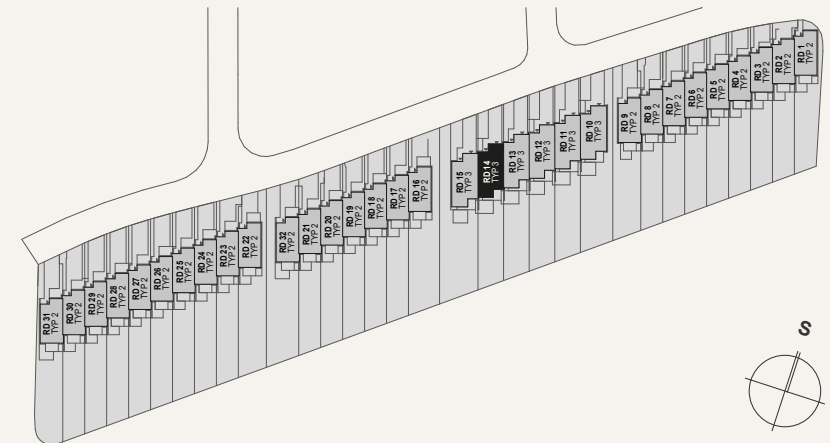 RD 31
TYP 2
RD 30
TYP 2
RD 29
TYP 2
RD 28
TYP 2
RD 27
TYP 2
RD 26
TYP 2
RD 25
TYP 2
RD 24
TYP 2
RD 23
TYP 2
RD 22
TYP 2
RD 32
TYP 2
RD 21
TYP 2
RD 20
TYP 2
RD 19
TYP 2
RD 18
TYP 2
RD 17
TYP 2
RD 16
TYP 2
RD 15
TYP 3
RD 14
TYP 3
RD 13
TYP 3
RD 12
TYP 3
RD 11
TYP 3
RD 10
TYP 3
RD 9
TYP 2
RD 8
TYP 2
RD 7
TYP 2
RD 6
TYP 2
RD 5
TYP 2
RD 4
TYP 2
RD 3
TYP 2
RD 2
TYP 2
RD 1
TYP 2
S